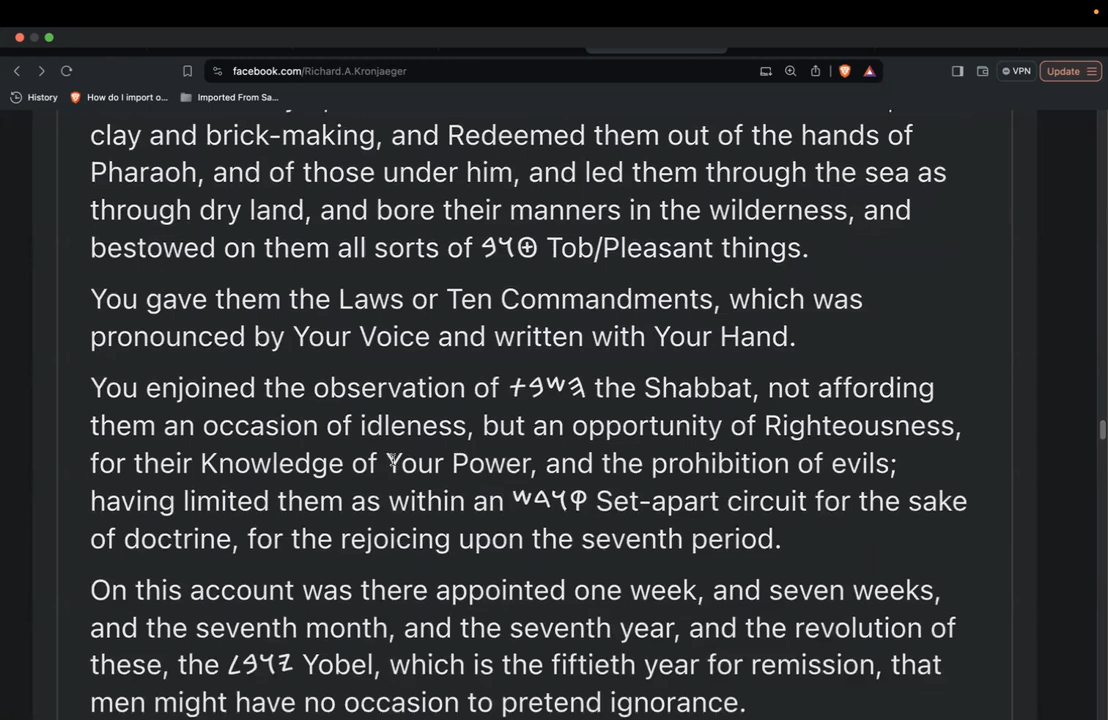 facebook.com/Richard.A.Kronjaeger
VPN
Update
History
How do I import o...
Imported From Sa...
clay and brick-making, and Redeemed them out of the hands of
Pharaoh, and of those under him, and led them through the sea as
through dry land, and bore their manners in the wilderness, and
bestowed on them all sorts of 𐤈𐤅𐤁 Tob/Pleasant things.
You gave them the Laws or Ten Commandments, which was
pronounced by Your Voice and written with Your Hand.
You enjoined the observation of 𐤄𐤔𐤁𐤕 the Shabbat, not affording
them an occasion of idleness, but an opportunity of Righteousness,
for their Knowledge of Your Power, and the prohibition of evils;
having limited them as within an 𐤒𐤅𐤃𐤔 Set-apart circuit for the sake
of doctrine, for the rejoicing upon the seventh period.
On this account was there appointed one week, and seven weeks,
and the seventh month, and the seventh year, and the revolution of
these, the 𐤉𐤅𐤁𐤋 Yobel, which is the fiftieth year for remission, that
men might have no occasion to pretend ignorance.